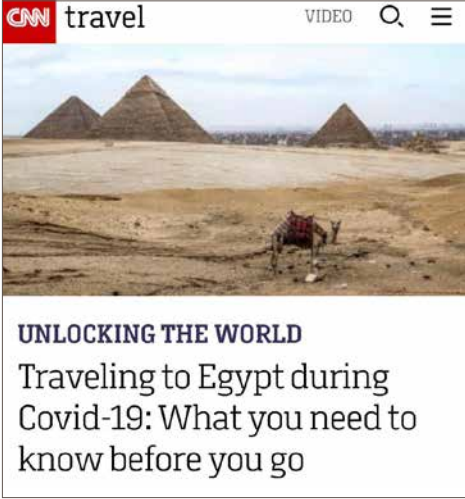 CNN travel VIDEO
UNLOCKING THE WORLD
Traveling to Egypt during
Covid-19: What you need to
know before you go